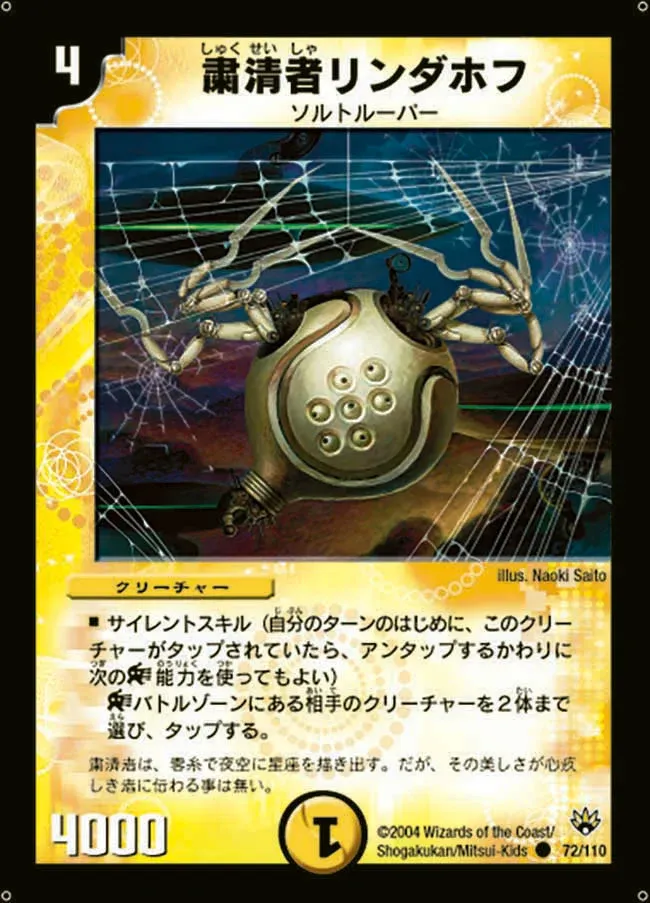 4
しゅく せい しゃ
粛清者リンダホフ
ソルトルーパー
illus. Naoki Saito
クリーチャー
■ サイレントスキル（自分のターンのはじめに、このクリー
チャーがタップされていたら、アンタップするかわりに
次の 能力を使ってもよい）
バトルゾーンにある相手のクリーチャーを２体まで
選び、タップする。
粛清者は、零糸で夜空に星座を描き出す。だが、その美しさが心疚
しき者に伝わる事は無い。
4000
1
©2004 Wizards of the Coast/
Shogakukan/Mitsui-Kids ● 72/110